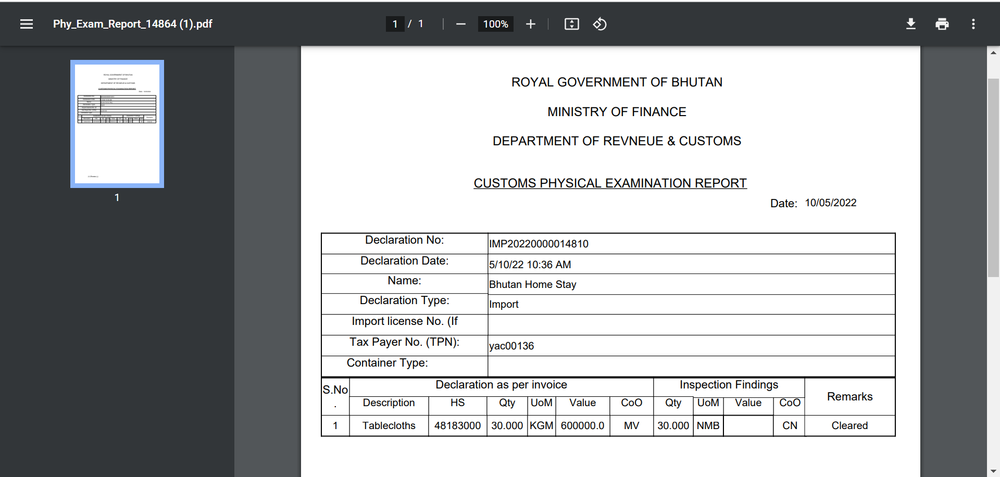 Phy_Exam_Report_14864 (1).pdf
1 / 1
100%
1
ROYAL GOVERNMENT OF BHUTAN
MINISTRY OF FINANCE
DEPARTMENT OF REVNEUE & CUSTOMS
CUSTOMS PHYSICAL EXAMINATION REPORT
Date: 10/05/2022
Declaration No: IMP20220000014810
Declaration Date: 5/10/22 10:36 AM
Name: Bhutan Home Stay
Declaration Type: Import
Import license No. (If
Tax Payer No. (TPN): yac00136
Container Type:
S.No. Declaration as per invoice Inspection Findings Remarks
Description HS Qty UoM Value CoO Qty UoM Value CoO
1 Tablecloths 48183000 30.000 KGM 600000.0 MV 30.000 NMB CN Cleared